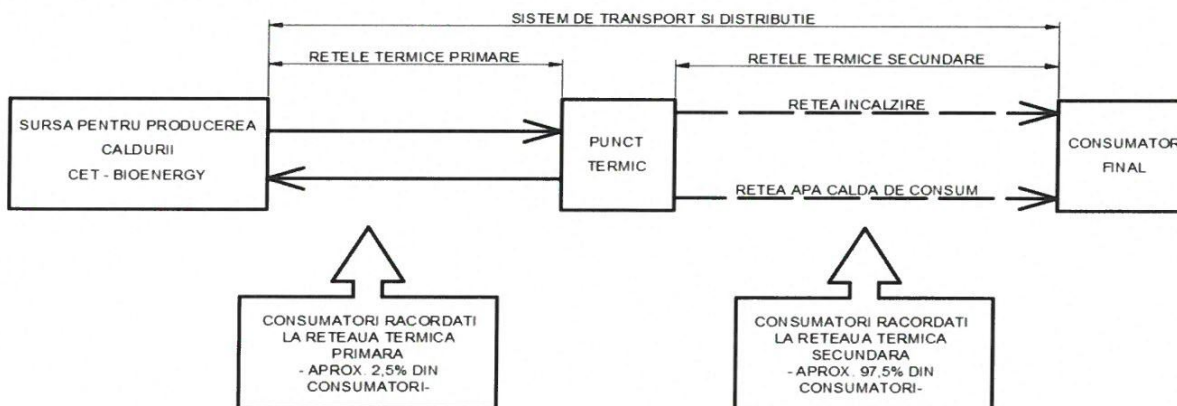 SISTEM DE TRANSPORT SI DISTRIBUTIE
RETELE TERMICE PRIMARE
RETELE TERMICE SECUNDARE
SURSA PENTRU PRODUCEREA
CALDURII
CET - BIOENERGY
PUNCT
TERMIC
RETEA INCALZIRE
RETEA APA CALDA DE CONSUM
CONSUMATOR
FINAL
CONSUMATORI RACORDATI
LA RETEAUA TERMICA
PRIMARA
- APROX. 2,5% DIN
CONSUMATORI-
CONSUMATORI RACORDATI
LA RETEAUA TERMICA
SECUNDARA
- APROX. 97,5% DIN
CONSUMATORI-